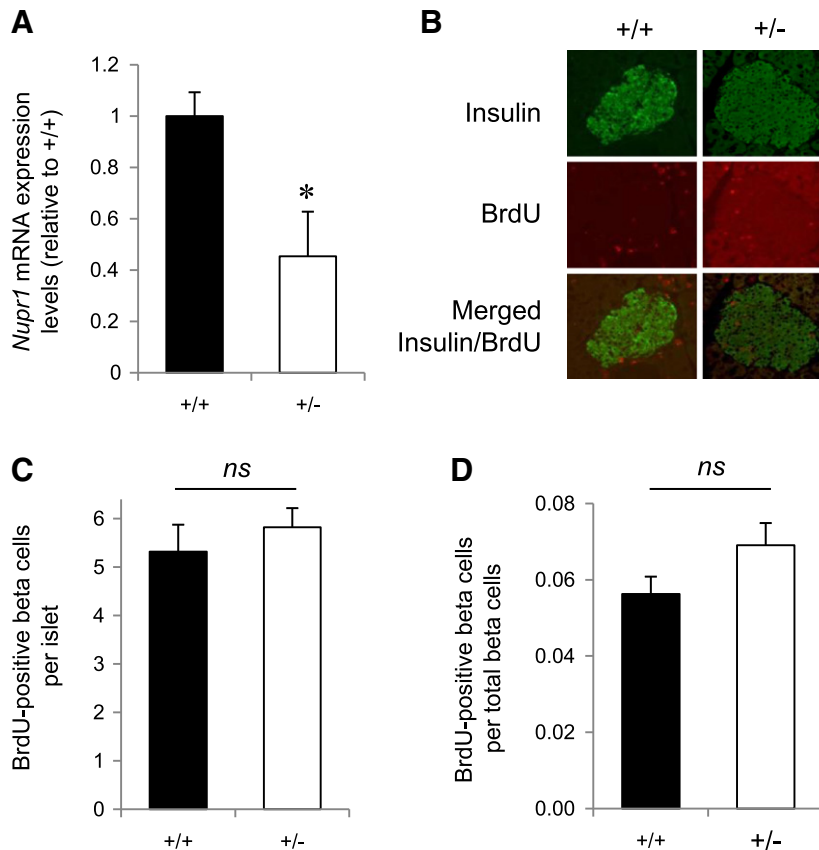 A
Nupr1 mRNA expression
levels (relative to +/+)
1.2
1
0.8
0.6
0.4
0.2
0
*
+/+
+/-
B
+/+
+/-
Insulin
BrdU
Merged
Insulin/BrdU
C
BrdU-positive beta cells
per islet
6
5
4
3
2
1
0
ns
+/+
+/-
D
BrdU-positive beta cells
per total beta cells
0.08
0.06
0.04
0.02
0.00
ns
+/+
+/-